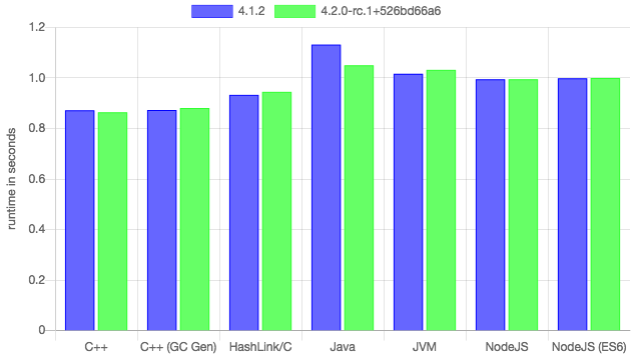 4.1.2 4.2.0-rc.1+526bd66a6
runtime in seconds
1.2
1.0
0.8
0.6
0.4
0.2
0
C++ C++ (GC Gen) HashLink/C Java JVM NodeJS NodeJS (ES6)